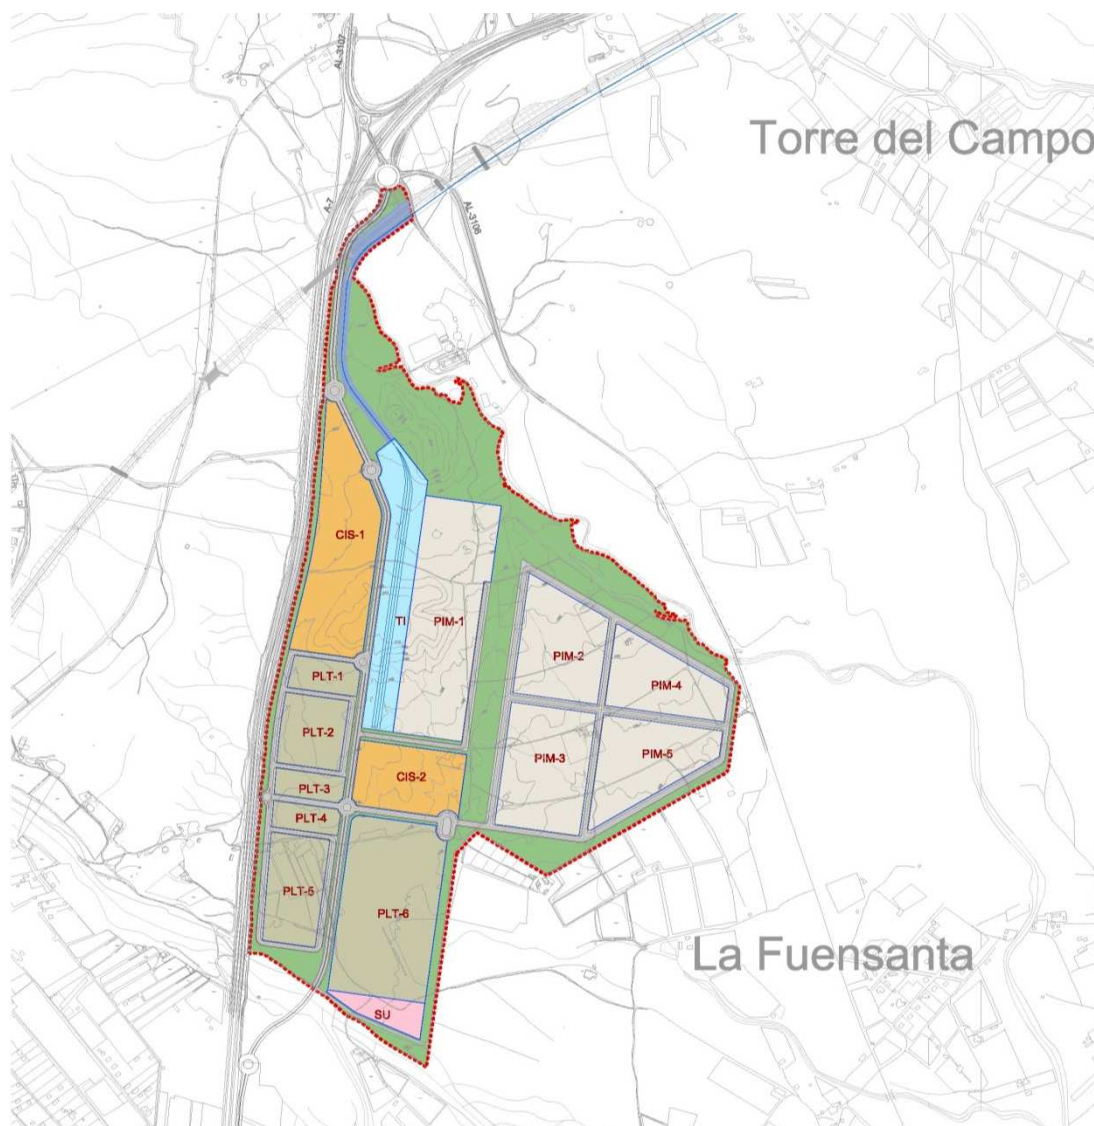 AL-3107
Torre del Campo
A-7
AL-3108
CIS-1
TI
PIM-1
PIM-2
PLT-1
PIM-4
PLT-2
PIM-3
PIM-5
CIS-2
PLT-3
PLT-4
PLT-5
PLT-6
La Fuensanta
SU